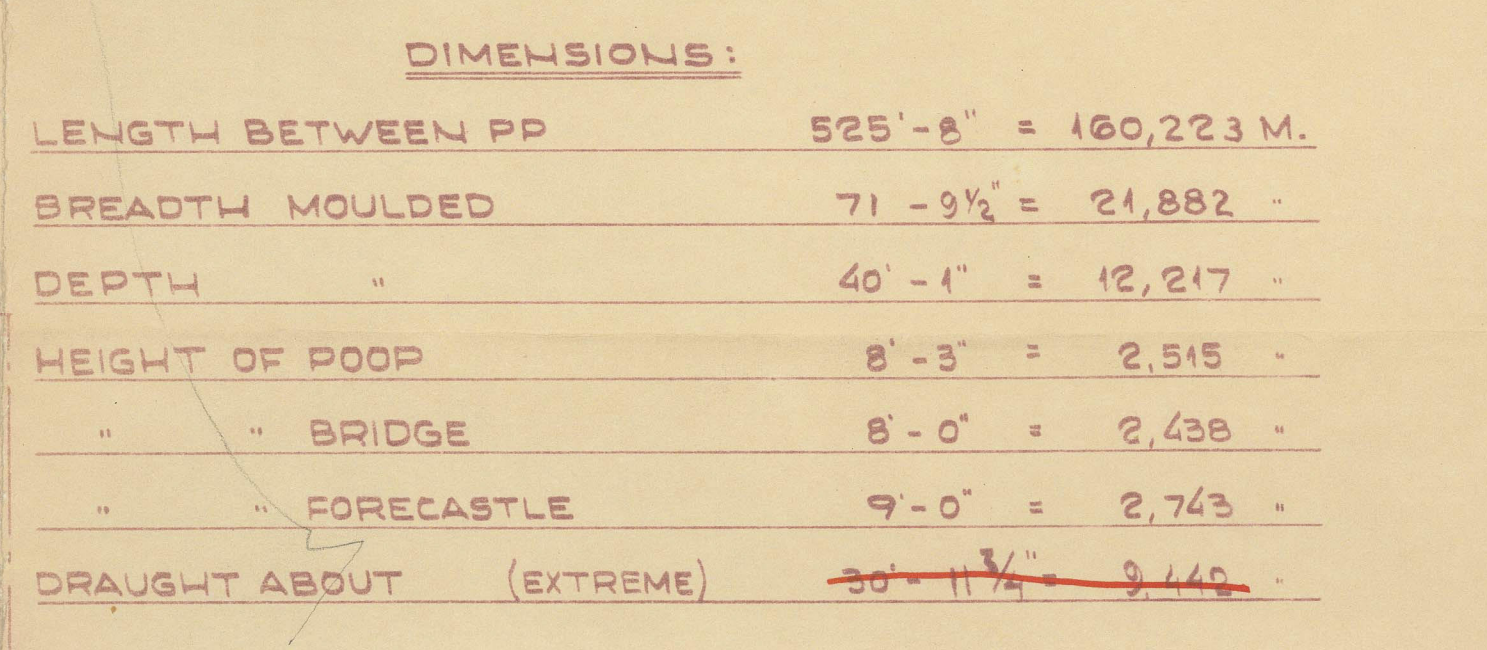 DIMENSIONS:
LENGTH BETWEEN PP 525'-8" = 160,223 M.
BREADTH MOULDED 71 - 9½" = 21,882 "
DEPTH " 40' - 1" = 12,217 "
HEIGHT OF POOP 8' - 3" = 2,515 "
" " BRIDGE 8' - 0" = 2,438 "
" " FORECASTLE 9' - 0" = 2,743 "
DRAUGHT ABOUT (EXTREME) 30' - 11¾" = 9,442 "